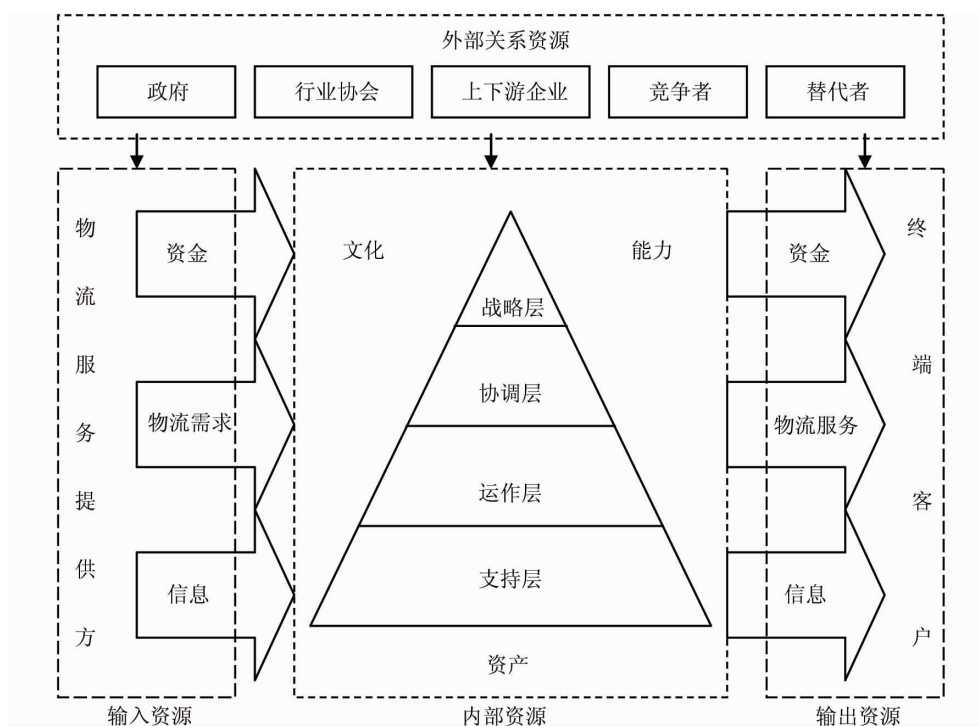 外部关系资源
政府
行业协会
上下游企业
竞争者
替代者
物流服务提供方
资金
物流需求
信息
文化
能力
战略层
协调层
运作层
支持层
资产
资金
物流服务
信息
终端客户
输入资源
内部资源
输出资源